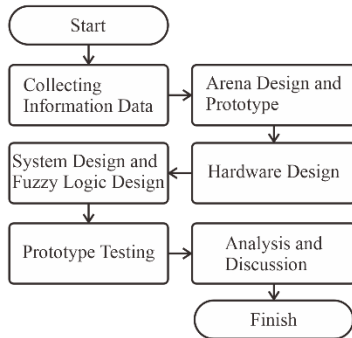 Start
Collecting
Information Data
Arena Design and
Prototype
Hardware Design
System Design and
Fuzzy Logic Design
Prototype Testing
Analysis and
Discussion
Finish